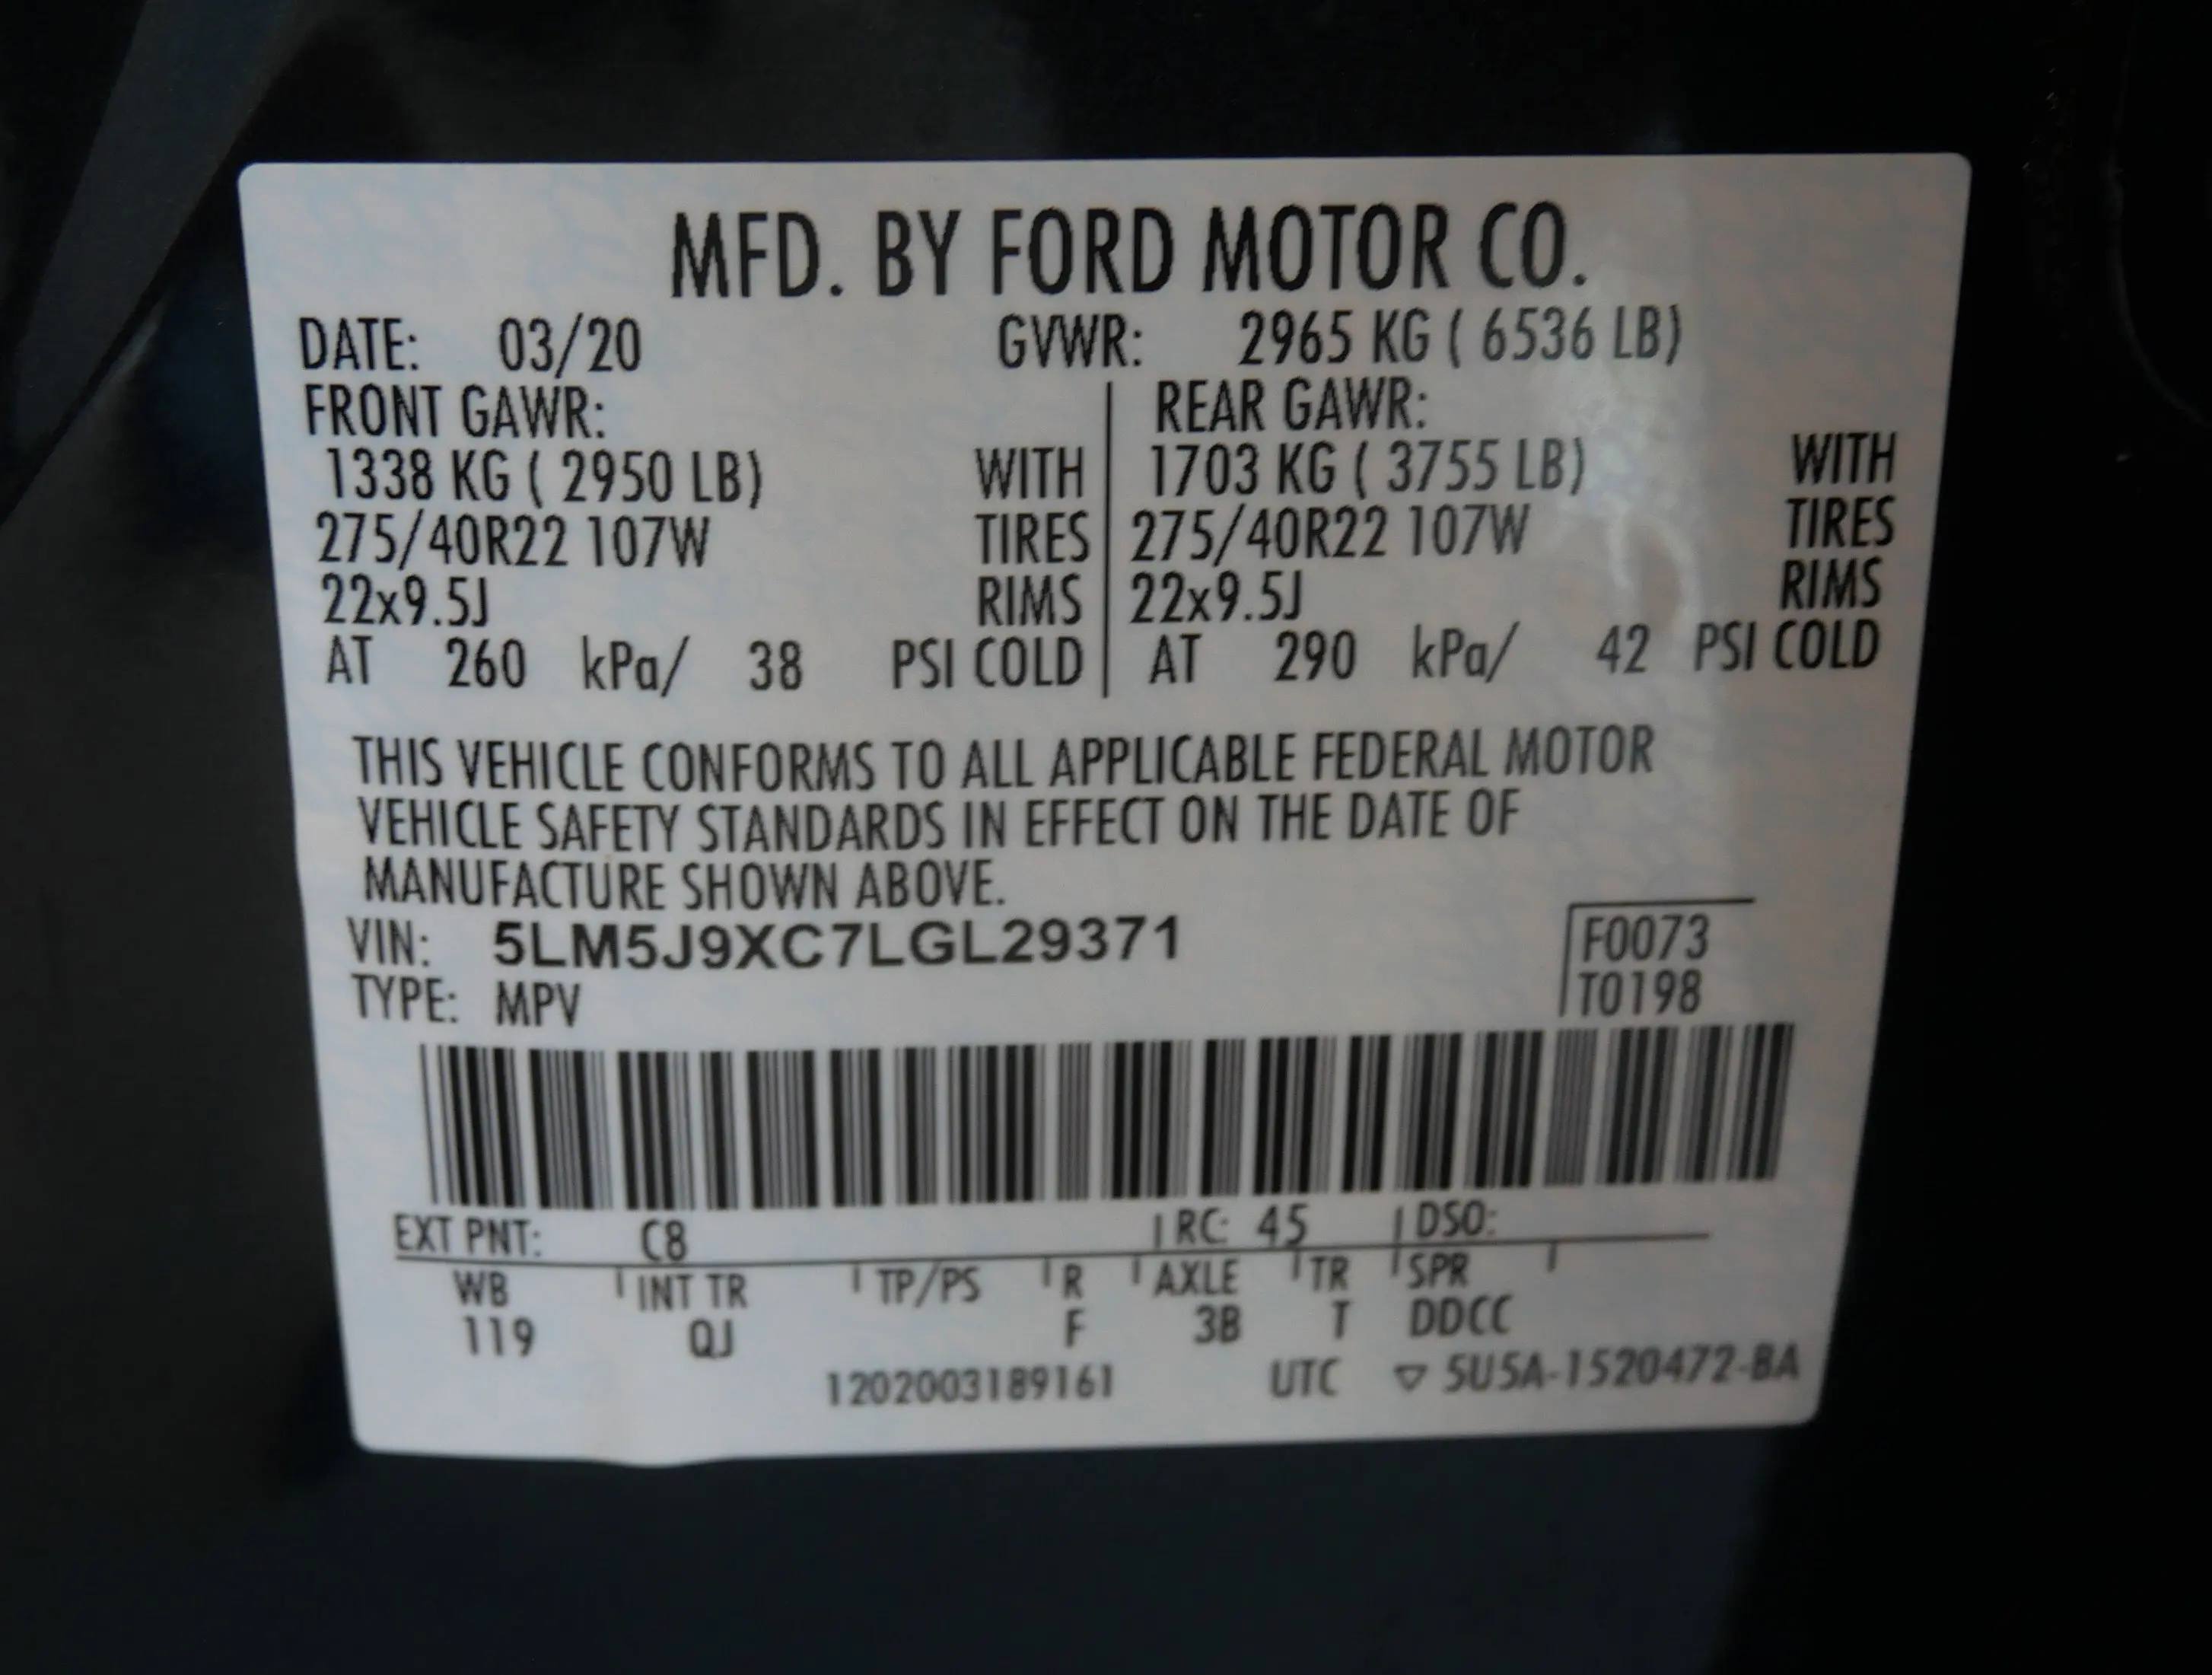 MFD. BY FORD MOTOR CO.
DATE: 03/20 GVWR: 2965 KG ( 6536 LB)
FRONT GAWR: REAR GAWR:
1338 KG ( 2950 LB) WITH 1703 KG ( 3755 LB) WITH
275/40R22 107W TIRES 275/40R22 107W TIRES
22x9.5J RIMS 22x9.5J RIMS
AT 260 kPa/ 38 PSI COLD AT 290 kPa/ 42 PSI COLD
THIS VEHICLE CONFORMS TO ALL APPLICABLE FEDERAL MOTOR
VEHICLE SAFETY STANDARDS IN EFFECT ON THE DATE OF
MANUFACTURE SHOWN ABOVE.
VIN: 5LM5J9XC7LGL29371 F0073
TYPE: MPV T0198
EXT PNT: C8 RC: 45 DSO:
WB INT TR TP/PS R AXLE TR SPR
119 QJ F 3B T DDCC
1202003189161 UTC ▽ 5U5A-1520472-BA